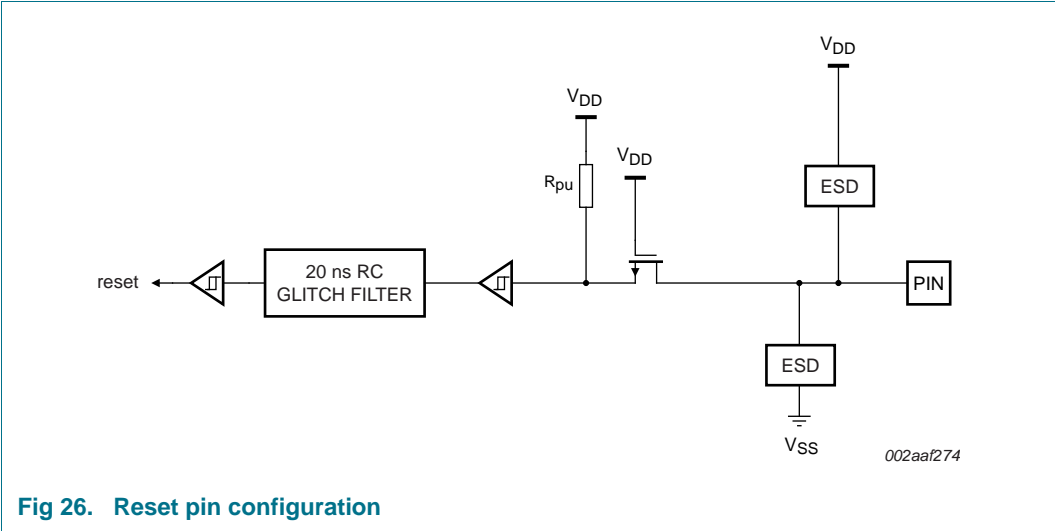 VDD
VDD
VDD
Rpu
ESD
reset
20 ns RC
GLITCH FILTER
PIN
ESD
VSS
002aaf274
Fig 26. Reset pin configuration